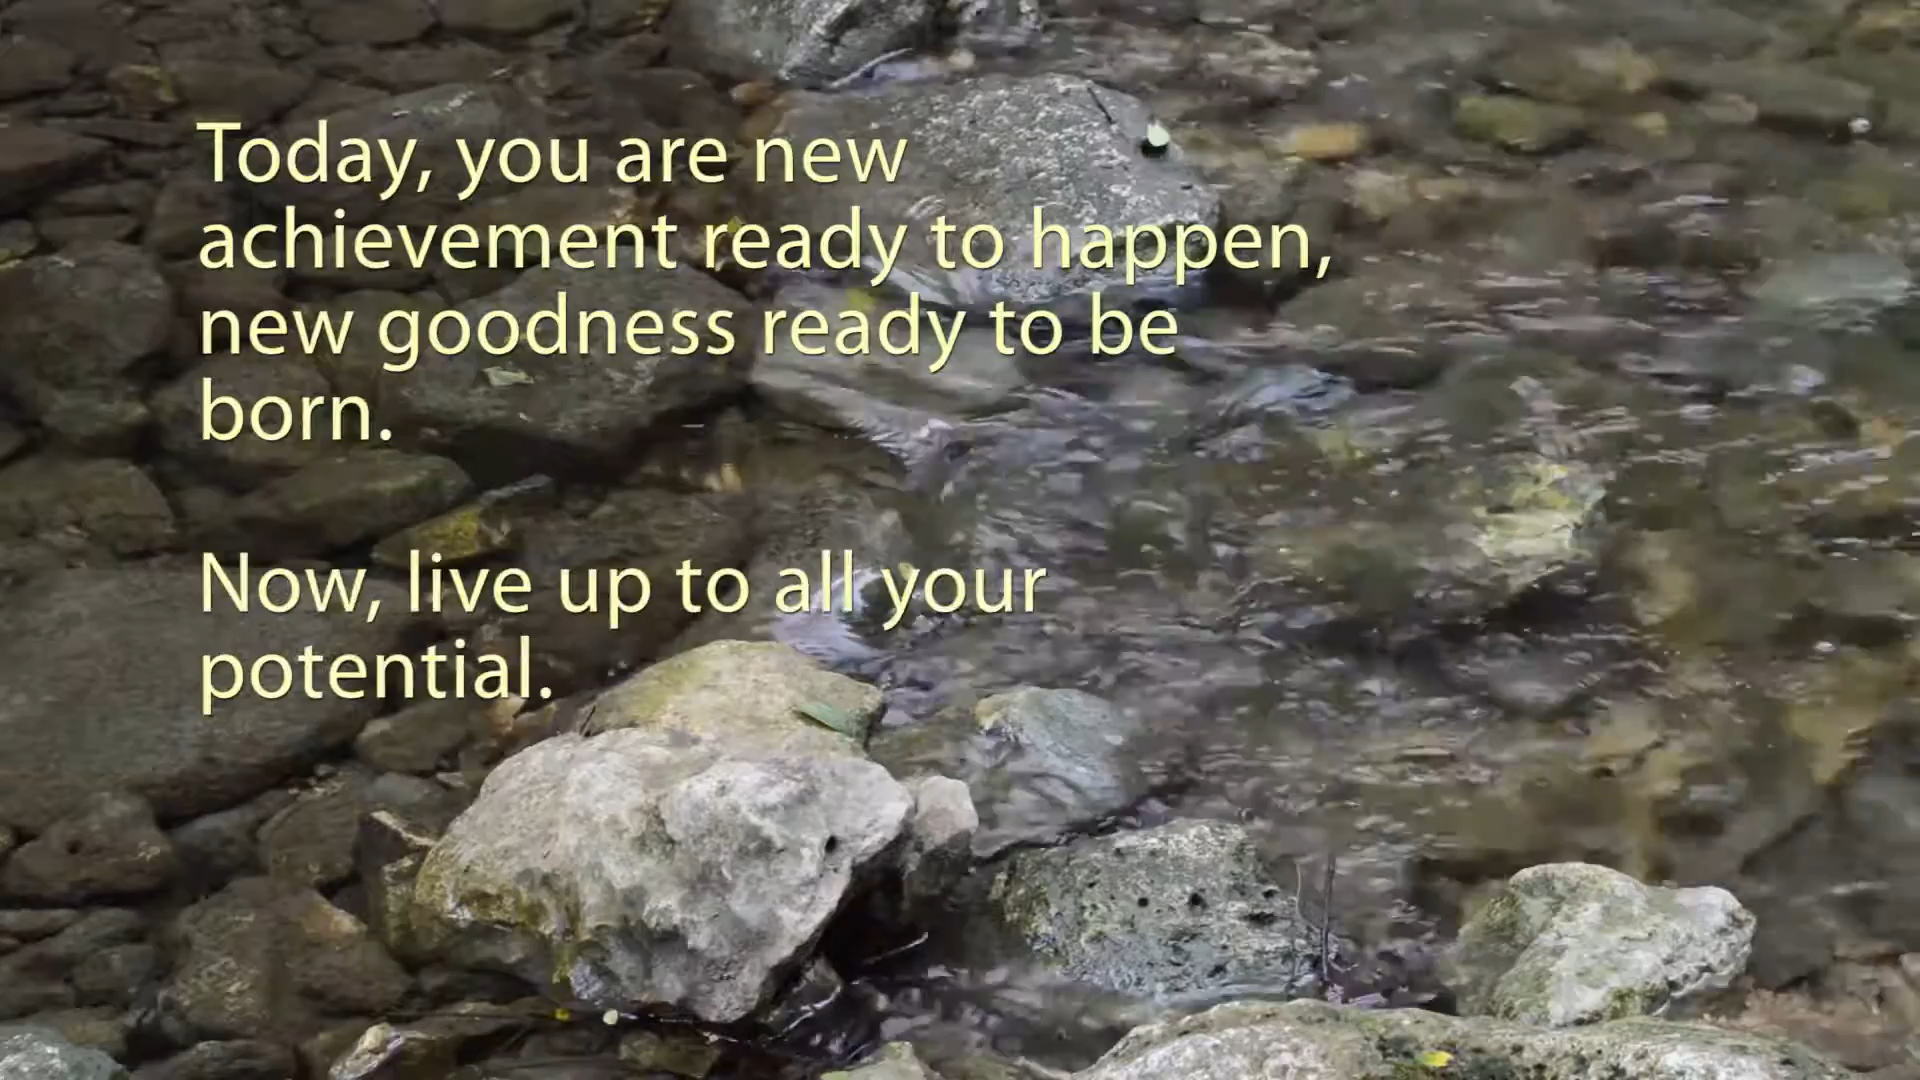 Today, you are new
achievement ready to happen,
new goodness ready to be
born.
Now, live up to all your
potential.